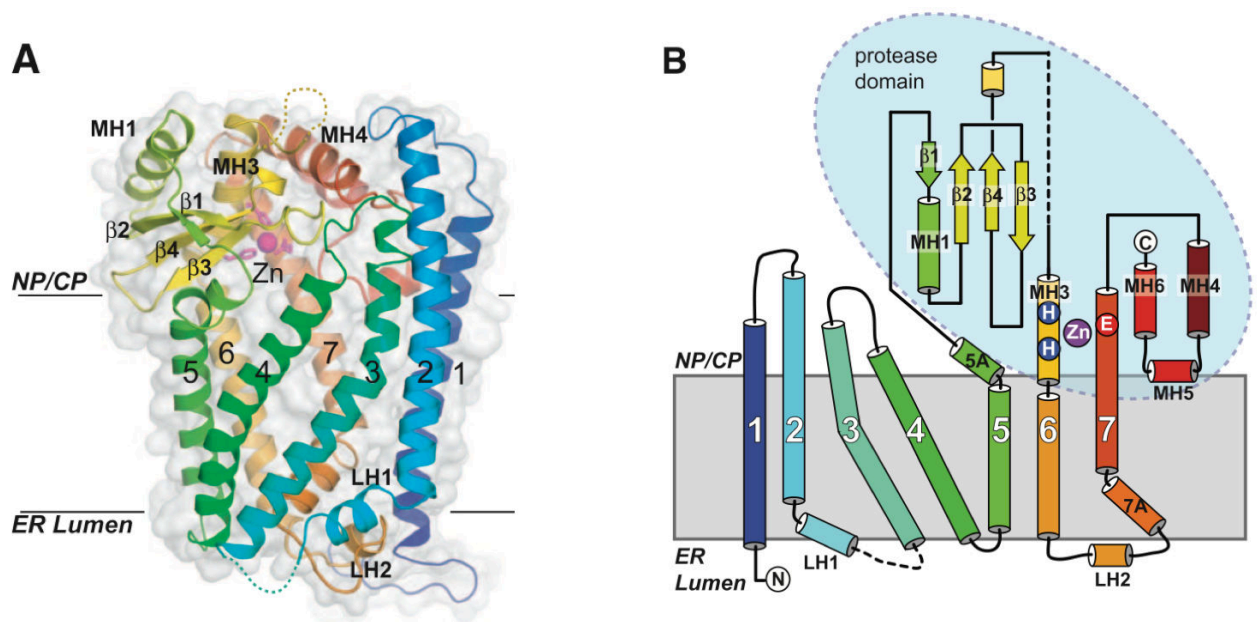 A
MH1
MH3
MH4
β1
β2
β4
β3
Zn
NP/CP
5
6
4
7
3
2
1
ER Lumen
LH1
LH2
B
protease
domain
β1
β2
β4
β3
MH1
C
MH3
MH6
MH4
H
Zn
E
H
5A
NP/CP
MH5
1
2
3
4
5
6
7
7A
ER
Lumen
LH1
LH2
N